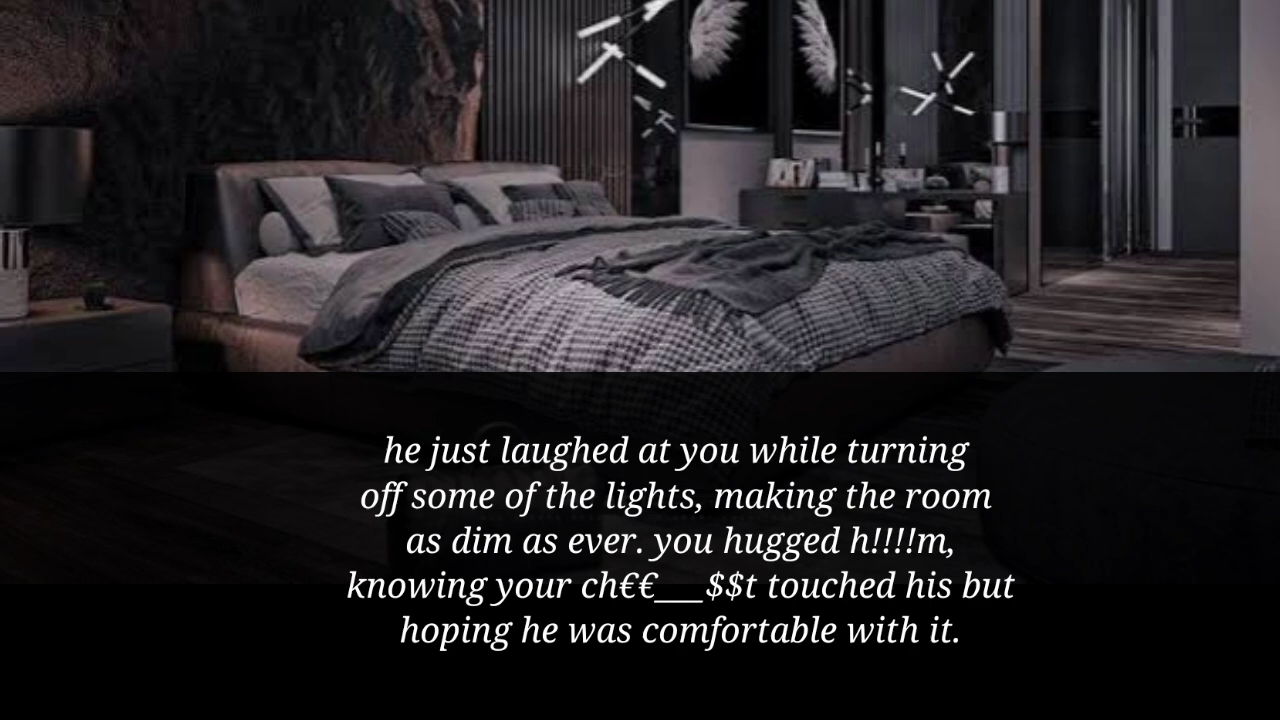 he just laughed at you while turning
off some of the lights, making the room
as dim as ever. you hugged h!!!!m,
knowing your ch€€___$$t touched his but
hoping he was comfortable with it.